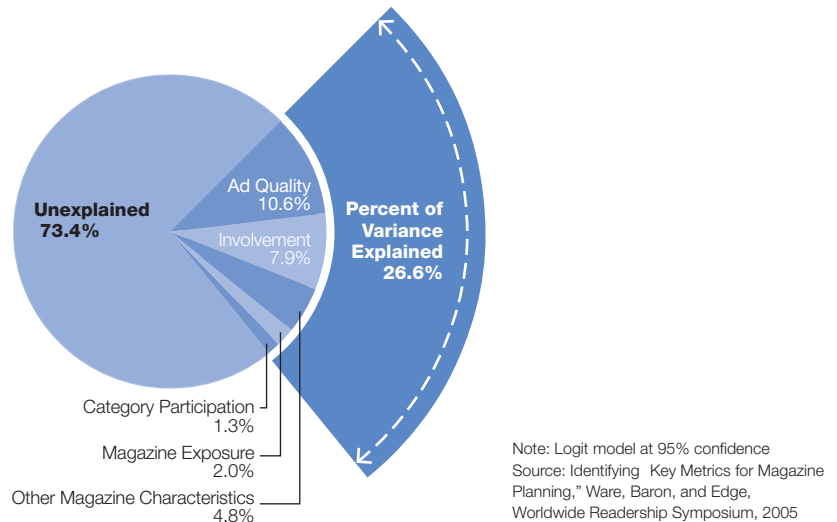 Unexplained
73.4%
Ad Quality
10.6%
Involvement
7.9%
Percent of
Variance
Explained
26.6%
Category Participation
1.3%
Magazine Exposure
2.0%
Other Magazine Characteristics
4.8%
Note: Logit model at 95% confidence
Source: Identifying Key Metrics for Magazine
Planning,” Ware, Baron, and Edge,
Worldwide Readership Symposium, 2005